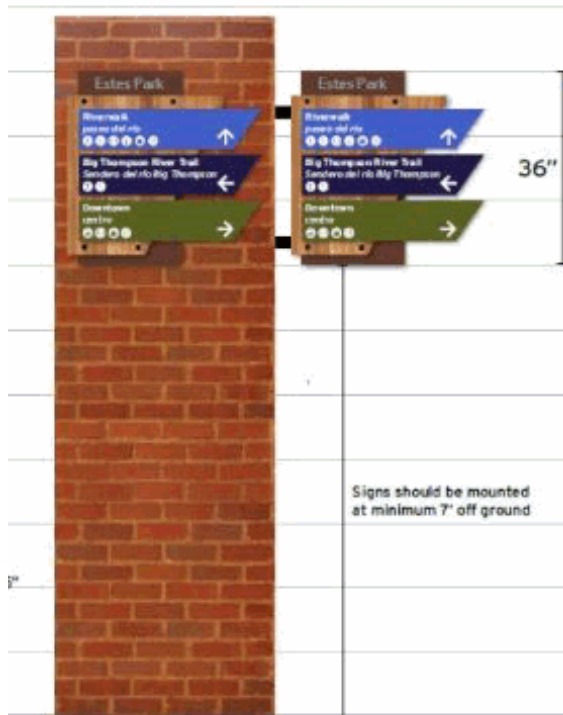 Estes Park
Riverwalk
paseo del río
Big Thompson River Trail
Sendero del río Big Thompson
Downtown
centro
Estes Park
Riverwalk
paseo del río
Big Thompson River Trail
Sendero del río Big Thompson
Downtown
centro
36"
Signs should be mounted
at minimum 7' off ground